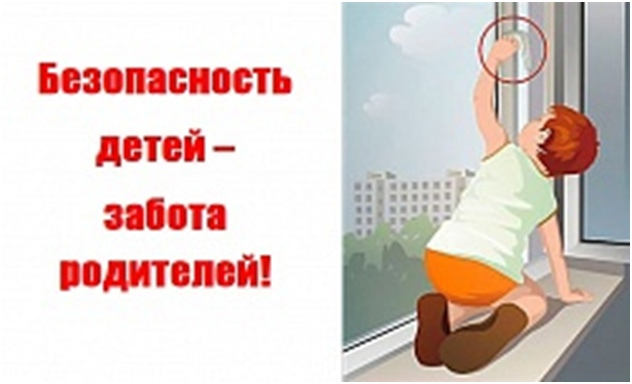 Безопасность
детей –
забота
родителей!